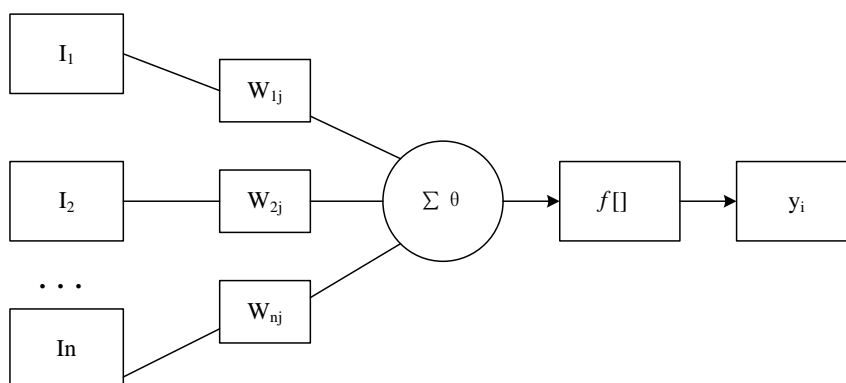 I₁
W₁ⱼ
I₂
W₂ⱼ
Σ θ
f[]
yᵢ
...
In
Wₙⱼ